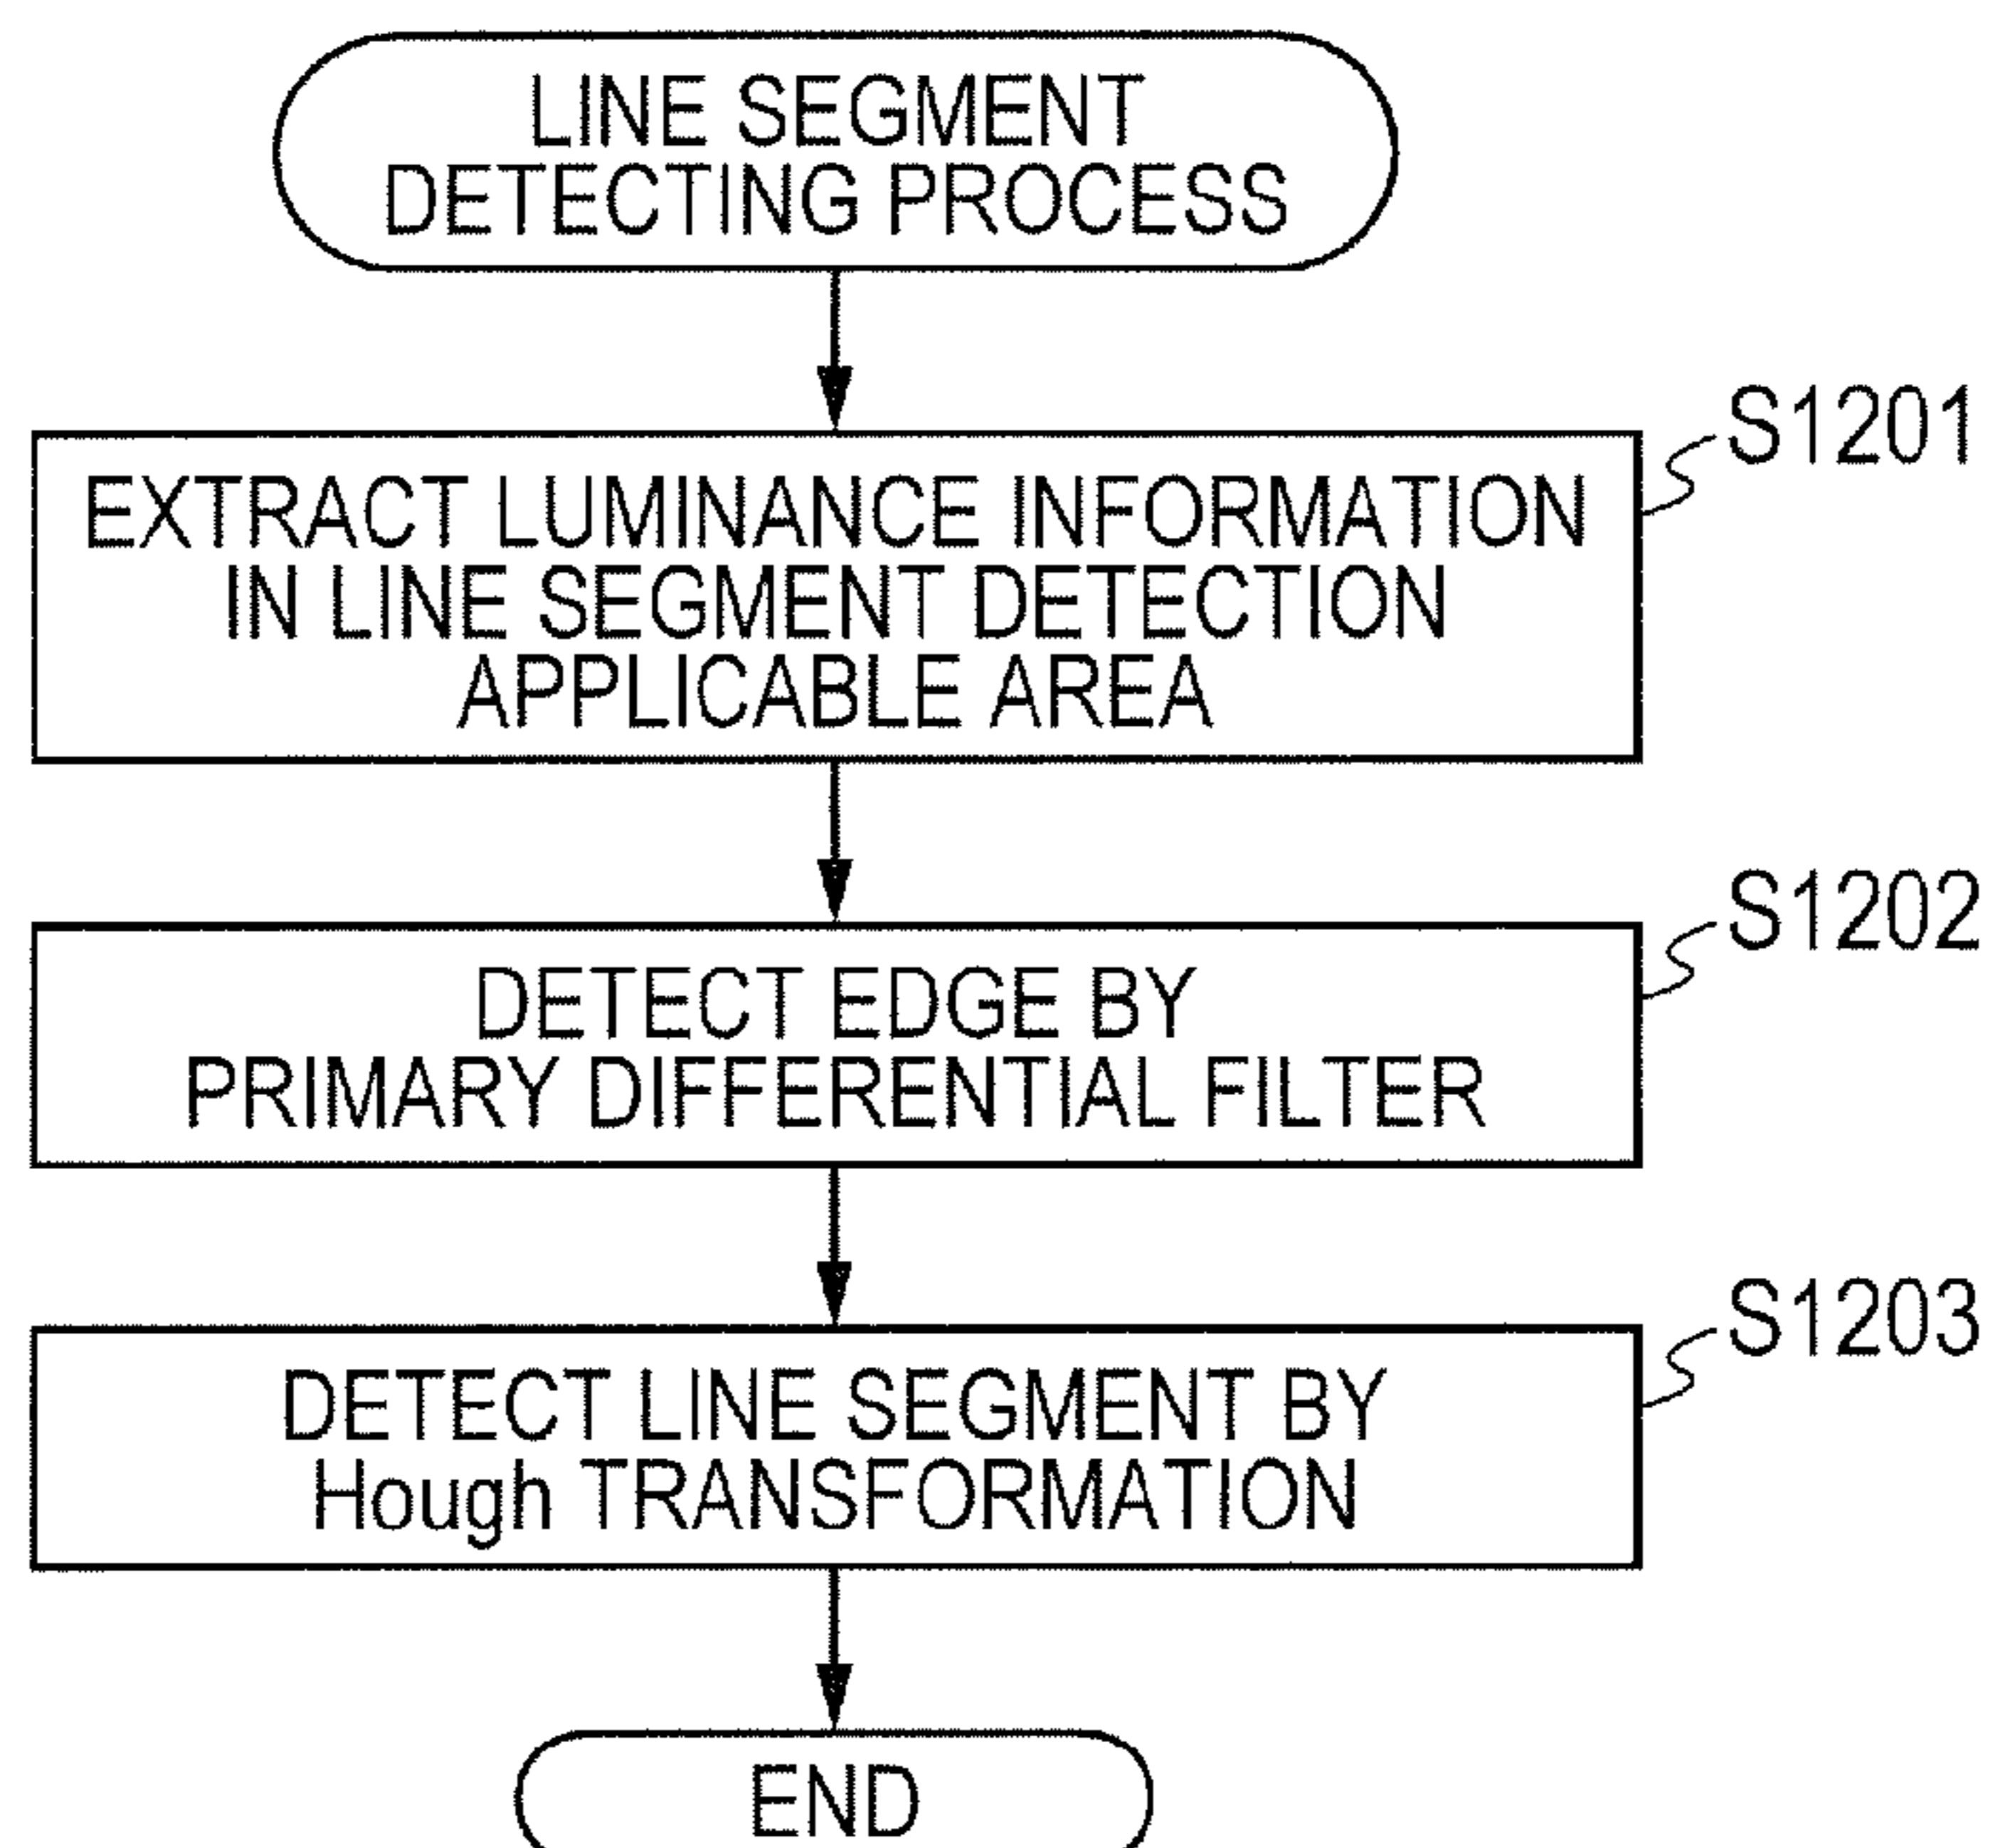 LINE SEGMENT
DETECTING PROCESS
S1201
EXTRACT LUMINANCE INFORMATION
IN LINE SEGMENT DETECTION
APPLICABLE AREA
S1202
DETECT EDGE BY
PRIMARY DIFFERENTIAL FILTER
S1203
DETECT LINE SEGMENT BY
Hough TRANSFORMATION
END